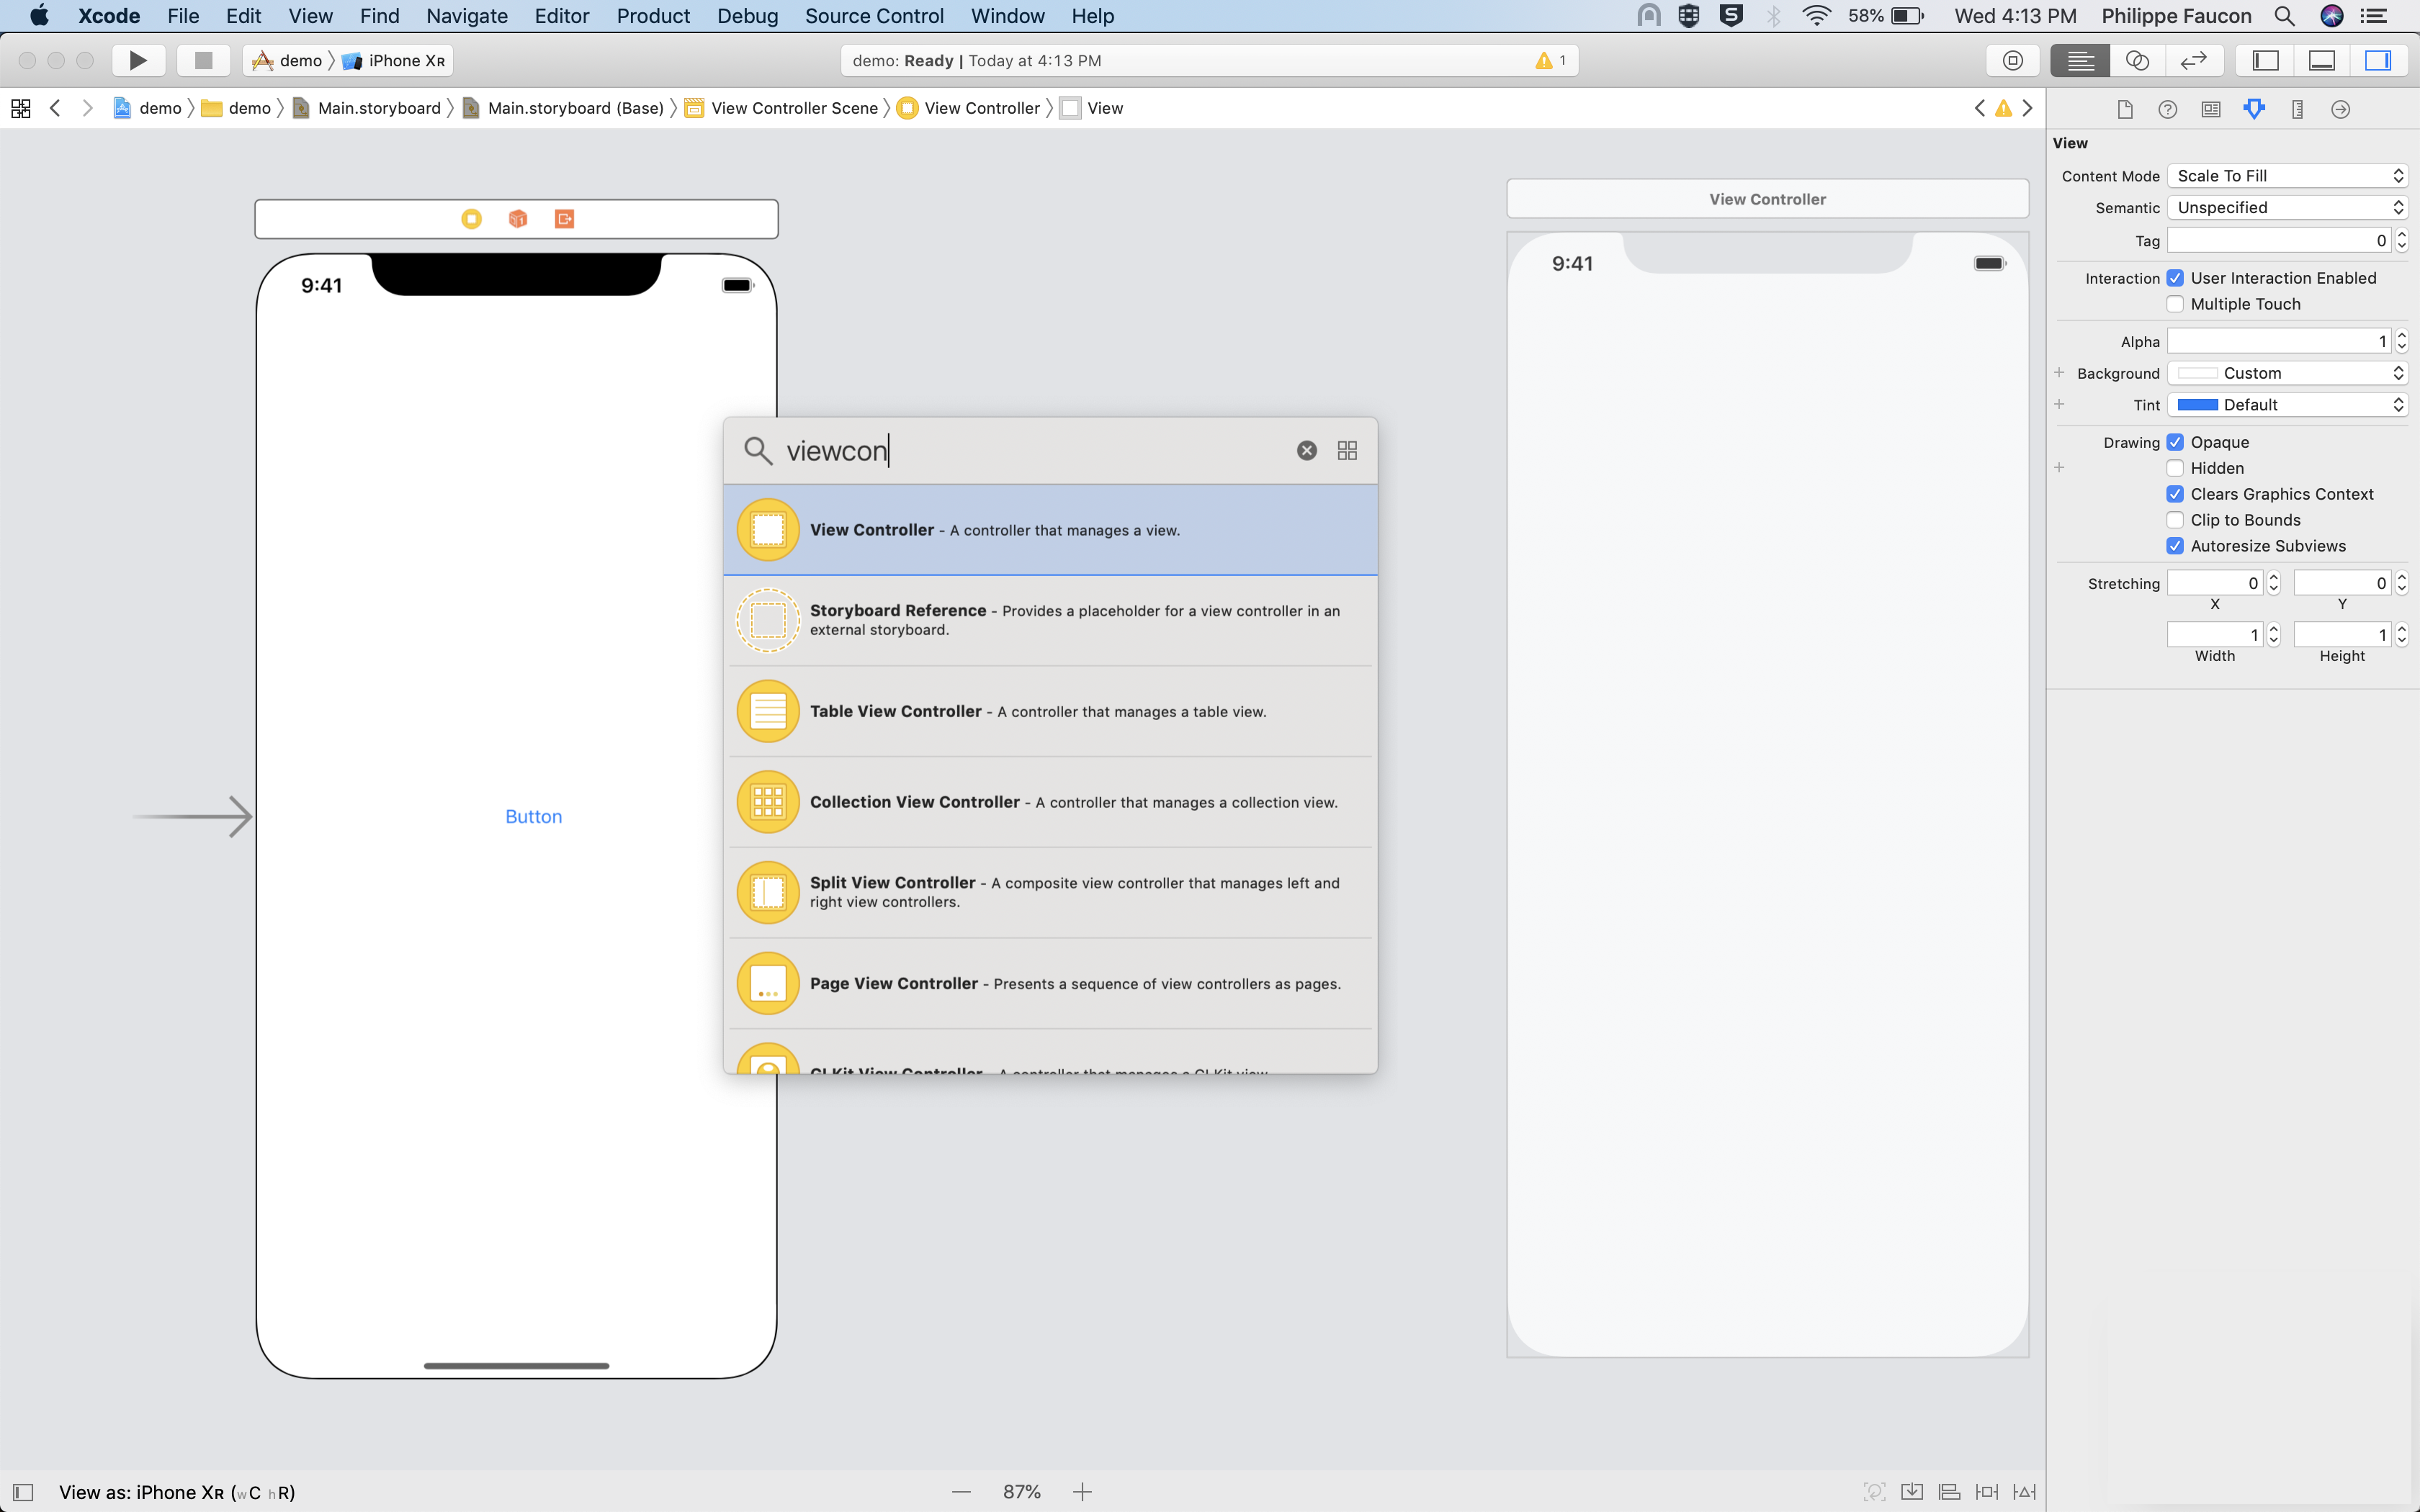 Xcode File Edit View Find Navigate Editor Product Debug Source Control Window Help 58% Wed 4:13 PM Philippe Faucon
demo iPhone XR demo: Ready | Today at 4:13 PM 1
demo demo Main.storyboard Main.storyboard (Base) View Controller Scene View Controller View
View
Content Mode Scale To Fill
Semantic Unspecified
Tag 0
Interaction User Interaction Enabled
Multiple Touch
Alpha 1
Background Custom
Tint Default
Drawing Opaque
Hidden
Clears Graphics Context
Clip to Bounds
Autoresize Subviews
Stretching 0 0
X Y
1 1
Width Height
9:41
Button
View Controller
9:41
viewcon
View Controller - A controller that manages a view.
Storyboard Reference - Provides a placeholder for a view controller in an
external storyboard.
Table View Controller - A controller that manages a table view.
Collection View Controller - A controller that manages a collection view.
Split View Controller - A composite view controller that manages left and
right view controllers.
Page View Controller - Presents a sequence of view controllers as pages.
GLKit View Controller - A controller that manages a GLKit view.
View as: iPhone XR (wC hR) 87%